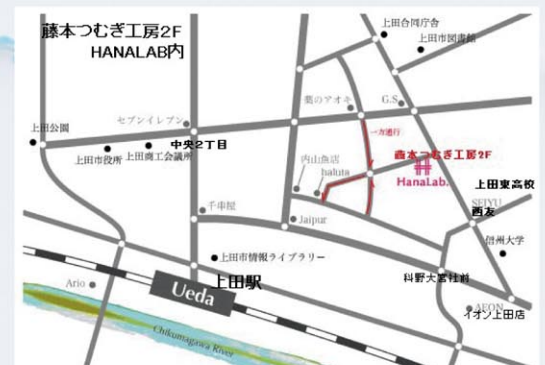 藤本つむぎ工房2F
HANALAB内
上田合同庁舎
上田市図書館
セブンイレブン
薬のアオキ
G.S.
上田公園
中央2丁目
一方通行
上田市役所
上田商工会議所
藤本つむぎ工房2F
内山魚店
haluta
HanaLab.
上田東高校
SEIYU
西友
千車屋
Jaipur
信州大学
上田市情報ライブラリー
上田駅
科野大宮社前
Ario
Ueda
AEON
イオン上田店
Chikumagawa River